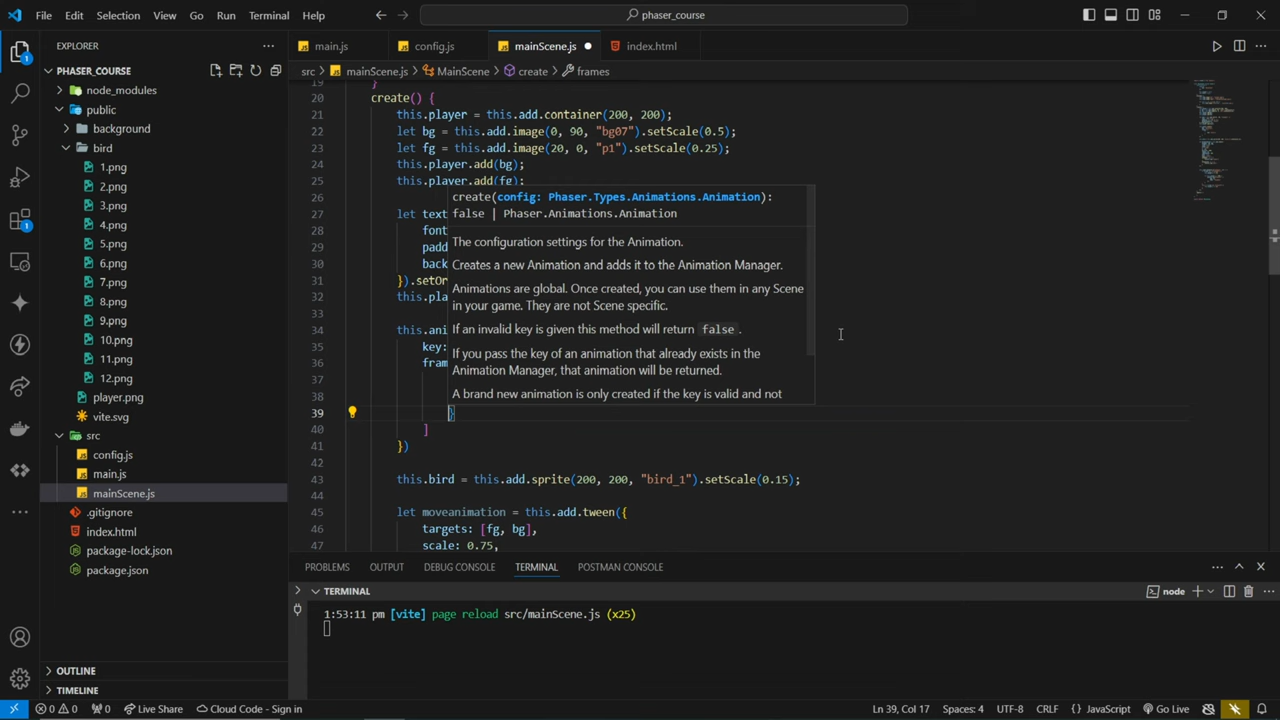 File Edit Selection View Go Run Terminal Help
phaser_course
EXPLORER
main.js
config.js
mainScene.js
index.html
PHASER_COURSE
src > mainScene.js > MainScene > create > frames
node_modules
public
background
bird
1.png
2.png
3.png
4.png
5.png
6.png
7.png
8.png
9.png
10.png
11.png
12.png
player.png
vite.svg
src
config.js
main.js
mainScene.js
.gitignore
index.html
package-lock.json
package.json
OUTLINE
TIMELINE
19 }
20 create() {
21 this.player = this.add.container(200, 200);
22 let bg = this.add.image(0, 90, "bg07").setScale(0.5);
23 let fg = this.add.image(20, 0, "p1").setScale(0.25);
24 this.player.add(bg);
25 this.player.add(fg);
26
27 let text
28 font
29 padd
30 back
31 }).setOr
32 this.pla
33
34 this.ani
35 key:
36 fram
37
38
39 }
40 ]
41 })
42
43 this.bird = this.add.sprite(200, 200, "bird_1").setScale(0.15);
44
45 let moveanimation = this.add.tween({
46 targets: [fg, bg],
47 scale: 0.75,
create(config: Phaser.Types.Animations.Animation):
false | Phaser.Animations.Animation
The configuration settings for the Animation.
Creates a new Animation and adds it to the Animation Manager.
Animations are global. Once created, you can use them in any Scene
in your game. They are not Scene specific.
If an invalid key is given this method will return false.
If you pass the key of an animation that already exists in the
Animation Manager, that animation will be returned.
A brand new animation is only created if the key is valid and not
PROBLEMS OUTPUT DEBUG CONSOLE TERMINAL POSTMAN CONSOLE
TERMINAL
node
1:53:11 pm [vite] page reload src/mainScene.js (x25)
0 0 0 Live Share Cloud Code - Sign in
Ln 39, Col 17 Spaces: 4 UTF-8 CRLF {} JavaScript Go Live